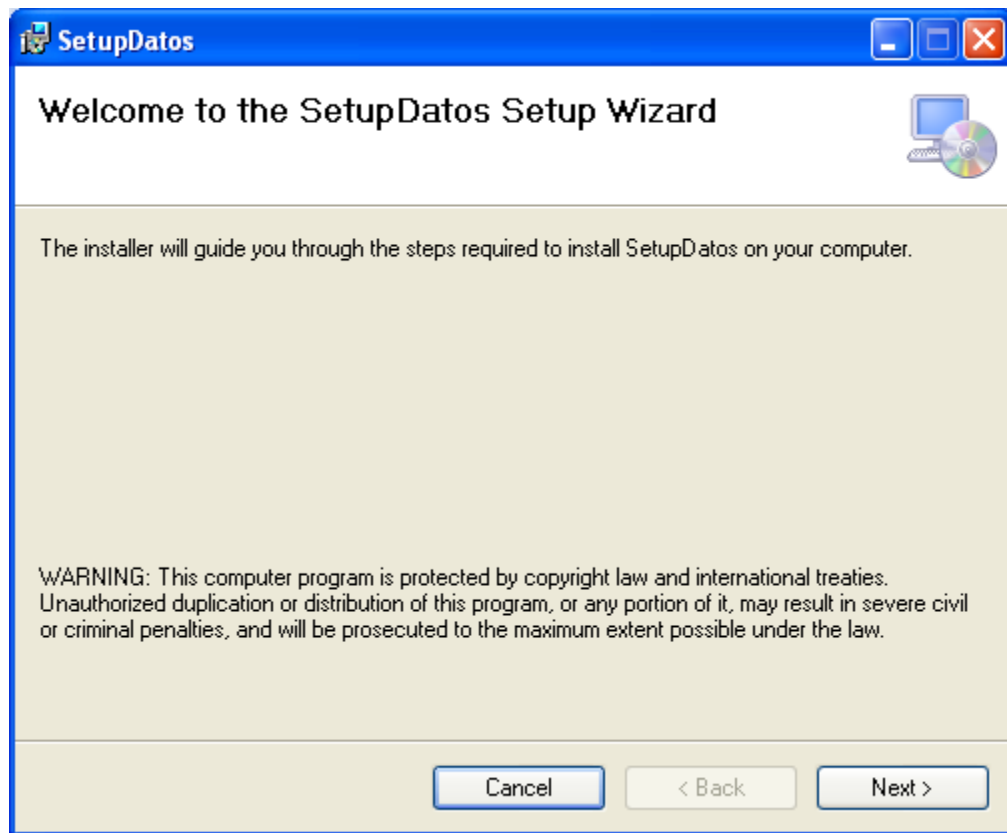 SetupDatos
Welcome to the SetupDatos Setup Wizard
The installer will guide you through the steps required to install SetupDatos on your computer.
WARNING: This computer program is protected by copyright law and international treaties.
Unauthorized duplication or distribution of this program, or any portion of it, may result in severe civil
or criminal penalties, and will be prosecuted to the maximum extent possible under the law.
Cancel < Back Next >